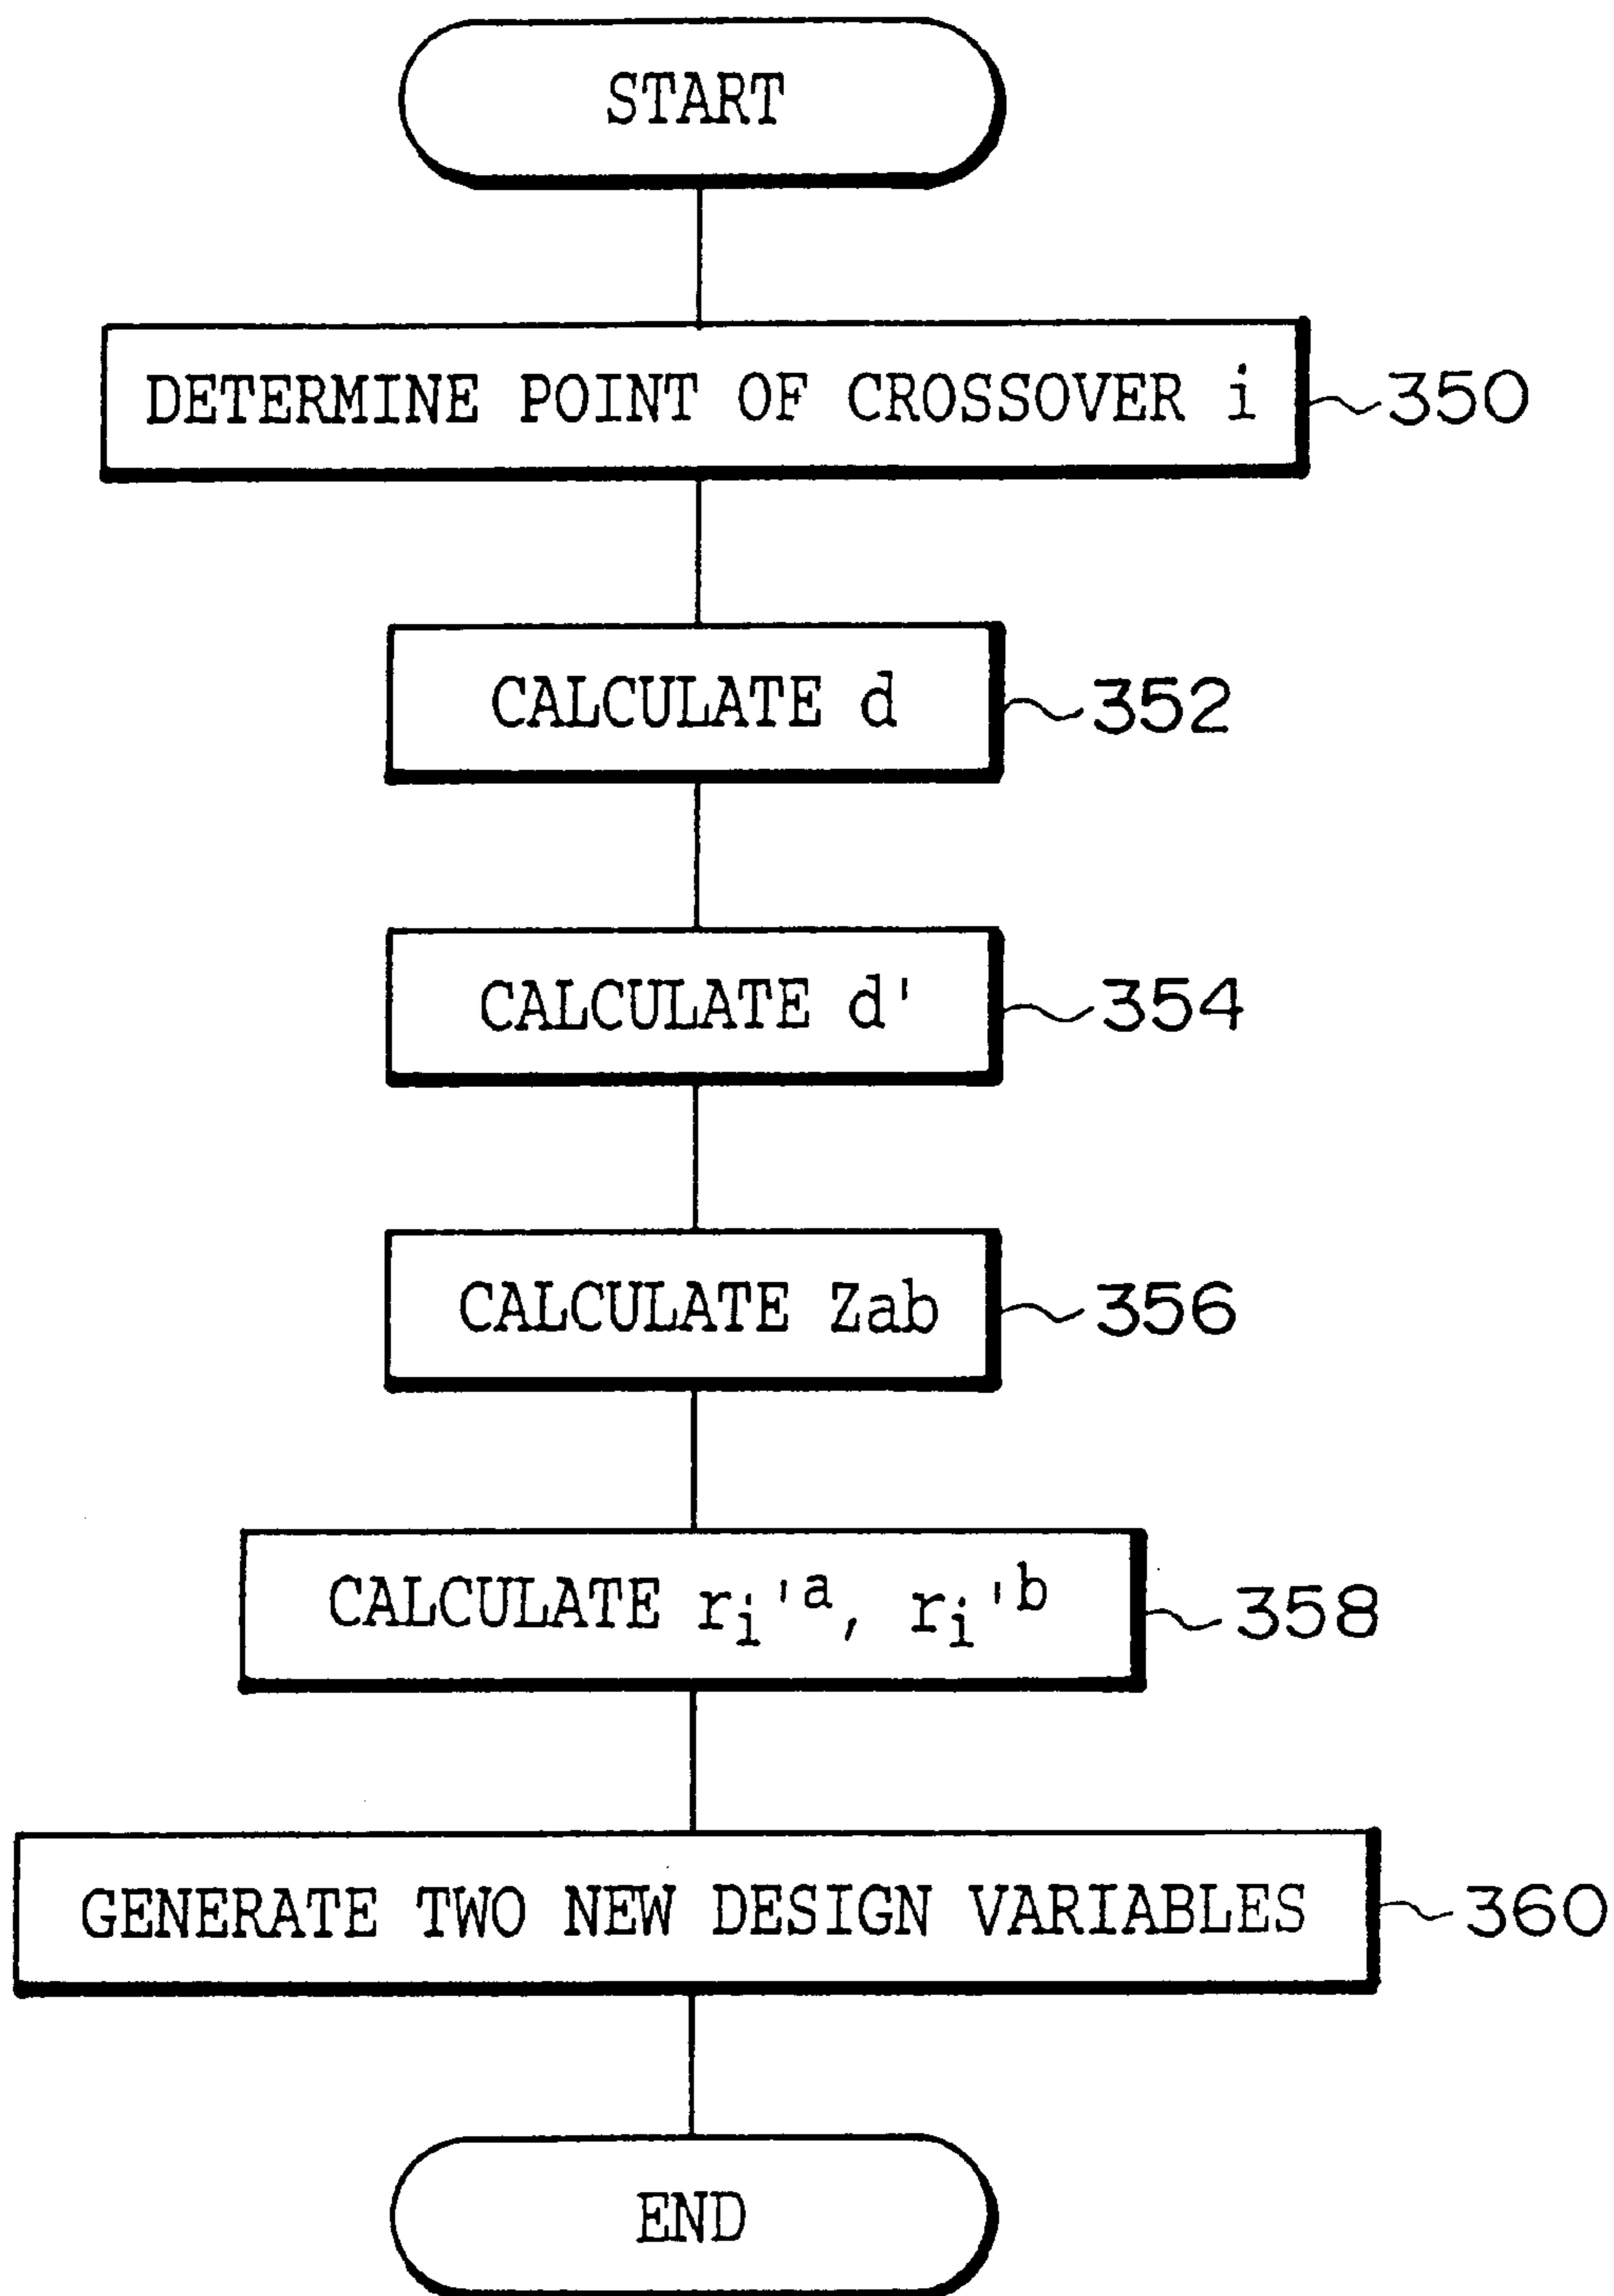 START
DETERMINE POINT OF CROSSOVER i 350
CALCULATE d 352
CALCULATE d' 354
CALCULATE Zab 356
CALCULATE rᵢ'ᵃ, rᵢ'ᵇ 358
GENERATE TWO NEW DESIGN VARIABLES 360
END